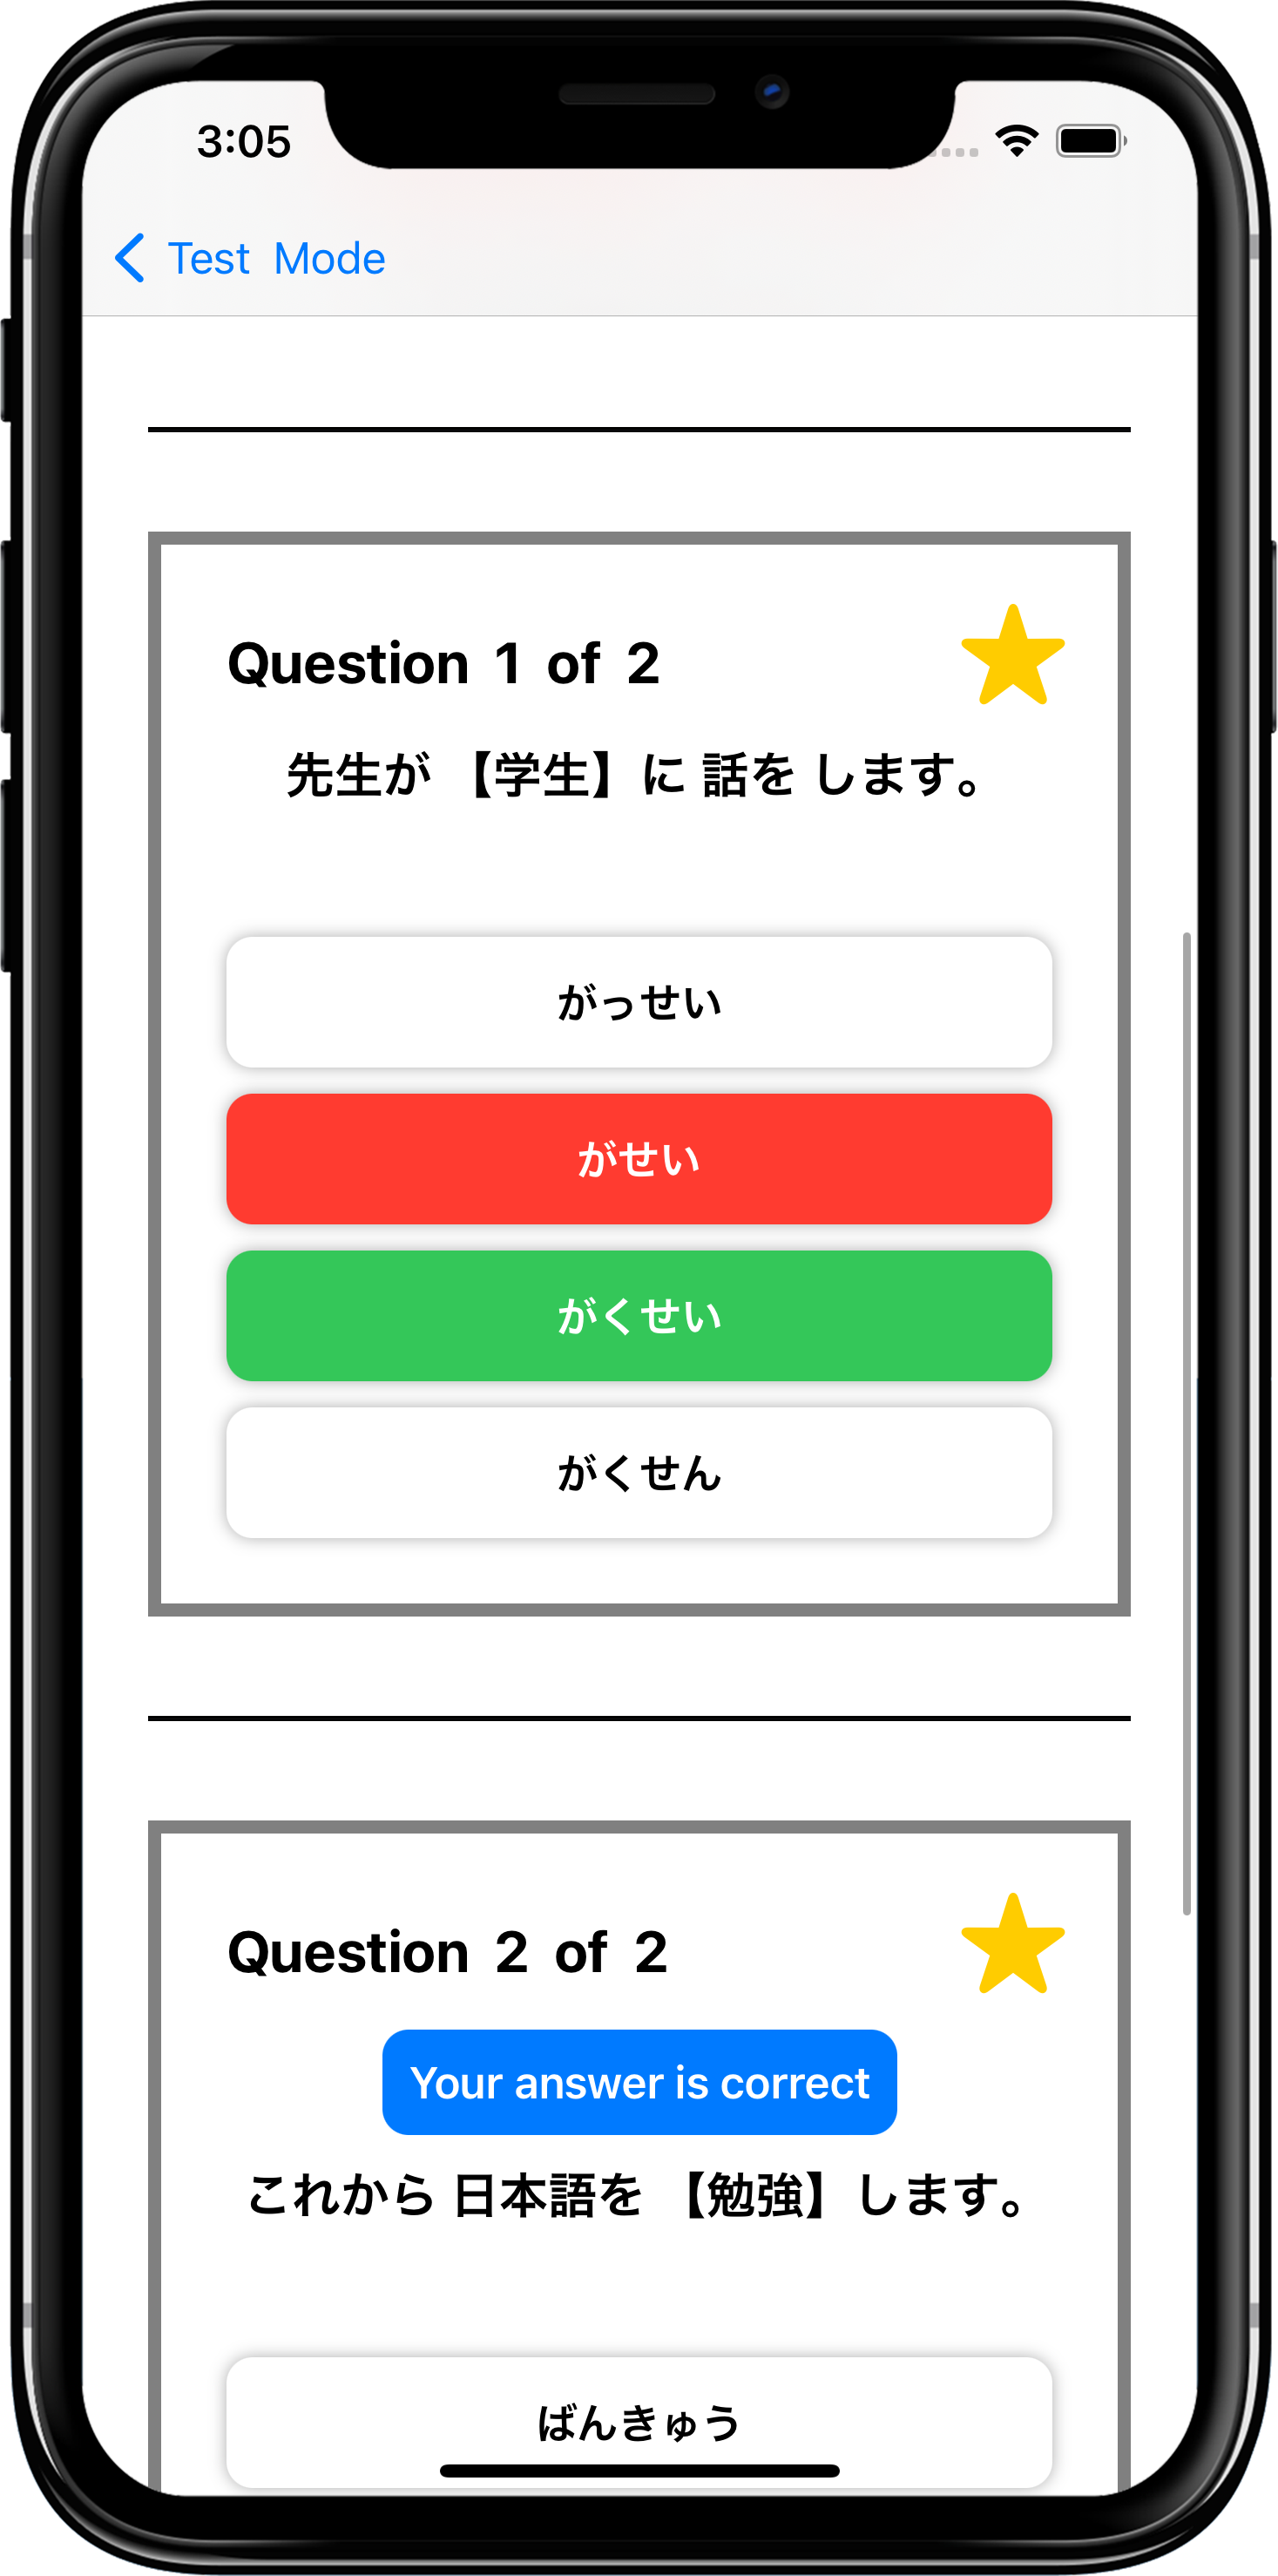 3:05
Test Mode
Question 1 of 2
先生が 【学生】に 話を します。
がっせい
がせい
がくせい
がくせん
Question 2 of 2
Your answer is correct
これから 日本語を 【勉強】します。
ばんきゅう